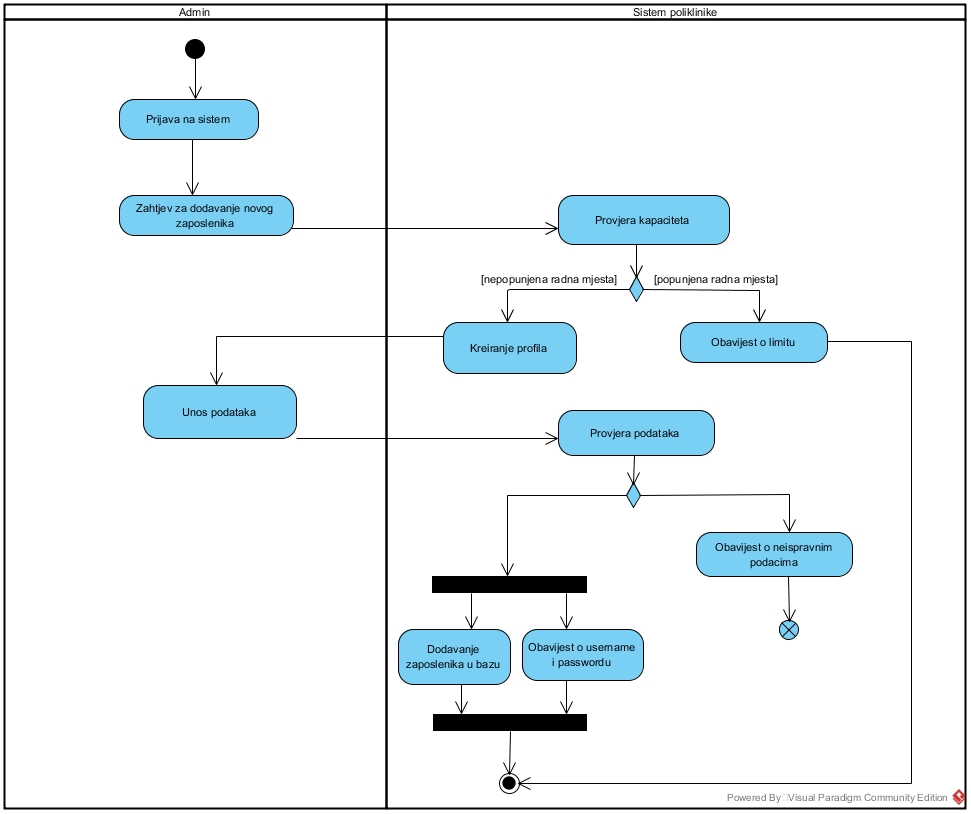 Admin
Sistem poliklinike
Prijava na sistem
Zahtjev za dodavanje novog
zaposlenika
Provjera kapaciteta
[nepopunjena radna mjesta]
[popunjena radna mjesta]
Kreiranje profila
Obavijest o limitu
Unos podataka
Provjera podataka
Obavijest o neispravnim
podacima
Dodavanje
zaposlenika u bazu
Obavijest o username
i passwordu
Powered By Visual Paradigm Community Edition